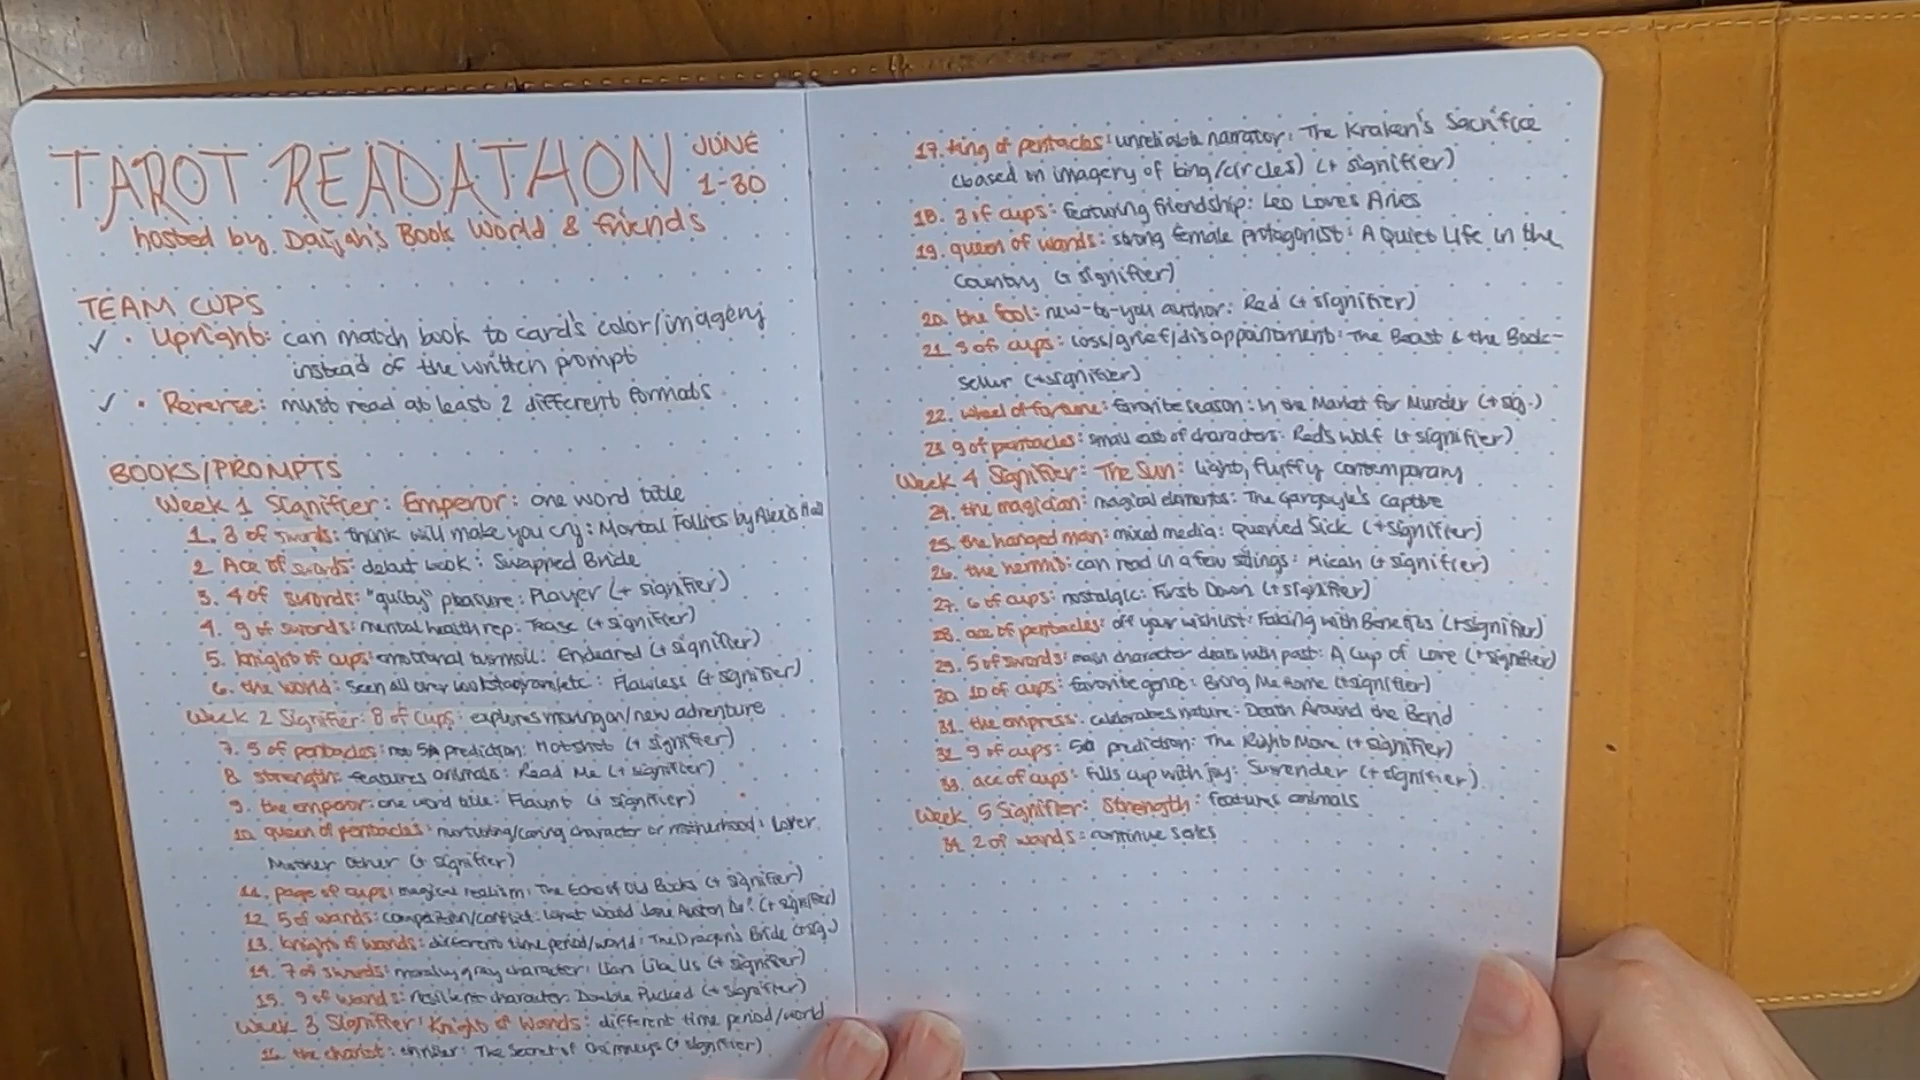 TAROT READATHON JUNE 1-30
hosted by Daijah's Book World & friends
TEAM CUPS
✓ • Upright: can match book to card's color/imagery
instead of the written prompt
✓ • Reverse: must read at least 2 different formats
BOOKS/PROMPTS
Week 1 Signifier: Emperor: one word title
1. 3 of swords: think will make you cry: Mortal Follies by Alexis Hall
2 Ace of swords: debut book: Swapped Bride
3. 4 of swords: "guilty" pleasure: Player (+ signifier)
4. 9 of swords: mental health rep: Tease (+ signifier)
5. knight of cups: emotional turmoil: Endeared (+ signifier)
6. the world: seen all over bookstagram/etc: Flawless (+ signifier)
Week 2 Signifier: 8 of Cups: explores moving on/new adventure
7. 5 of pentacles: not 5☆ prediction: Hotshot (+ signifier)
8 strength: features animals: Read Me (+ signifier)
9. the emperor: one word title: Flaunt (+ signifier)
10. queen of pentacles: nurturing/caring character or motherhood: Lover
Mother Other (+ signifier)
11. page of cups: magical realism: The Echo of Old Books (+ signifier)
12. 5 of wands: competition/conflict: What Would Jane Austen Do? (+ signifier)
13. knight of wands: different time period/world: The Dragon's Bride (+ sig.)
14. 7 of swords: morally gray character: Liars Like Us (+ signifier)
15. 9 of wands: resilient character: Double Pucked (+ signifier)
Week 3 Signifier: Knight of Wands: different time period/world
16. the chariot: thriller: The Secret of Chimneys (+ signifier)
17. king of pentacles: unreliable narrator: The Kraken's Sacrifice
(based on imagery of king/circles) (+ signifier)
18. 3 of cups: featuring friendship: Leo Loves Aries
19. queen of wands: strong female protagonist: A Quiet Life in the
Country (+ signifier)
20. the fool: new-to-you author: Red (+ signifier)
21. 5 of cups: loss/grief/disappointment: The Beast & the Book-
seller (+ signifier)
22. wheel of fortune: favorite season: In the Market for Murder (+ sig.)
23 9 of pentacles: small cast of characters: Red's Wolf (+ signifier)
Week 4 Signifier: The Sun: light, fluffy contemporary
24. the magician: magical elements: The Gargoyle's Captive
25. the hanged man: mixed media: Queried Sick (+ signifier)
26. the hermit: can read in a few sittings: Micah (+ signifier)
27. 6 of cups: nostalgic: First Down (+ signifier)
28. ace of pentacles: off your wishlist: Faking with Benefits (+ signifier)
29. 5 of swords: main character deals with past: A Cup of Love (+ signifier)
30. 10 of cups: favorite genre: Bring Me Home (+ signifier)
31. the empress: celebrates nature: Death Around the Bend
32 9 of cups: 5☆ prediction: The Right Move (+ signifier)
33. ace of cups: fills cup with joy: Surrender (+ signifier)
Week 5 Signifier: Strength: features animals
34. 2 of wands: continue series